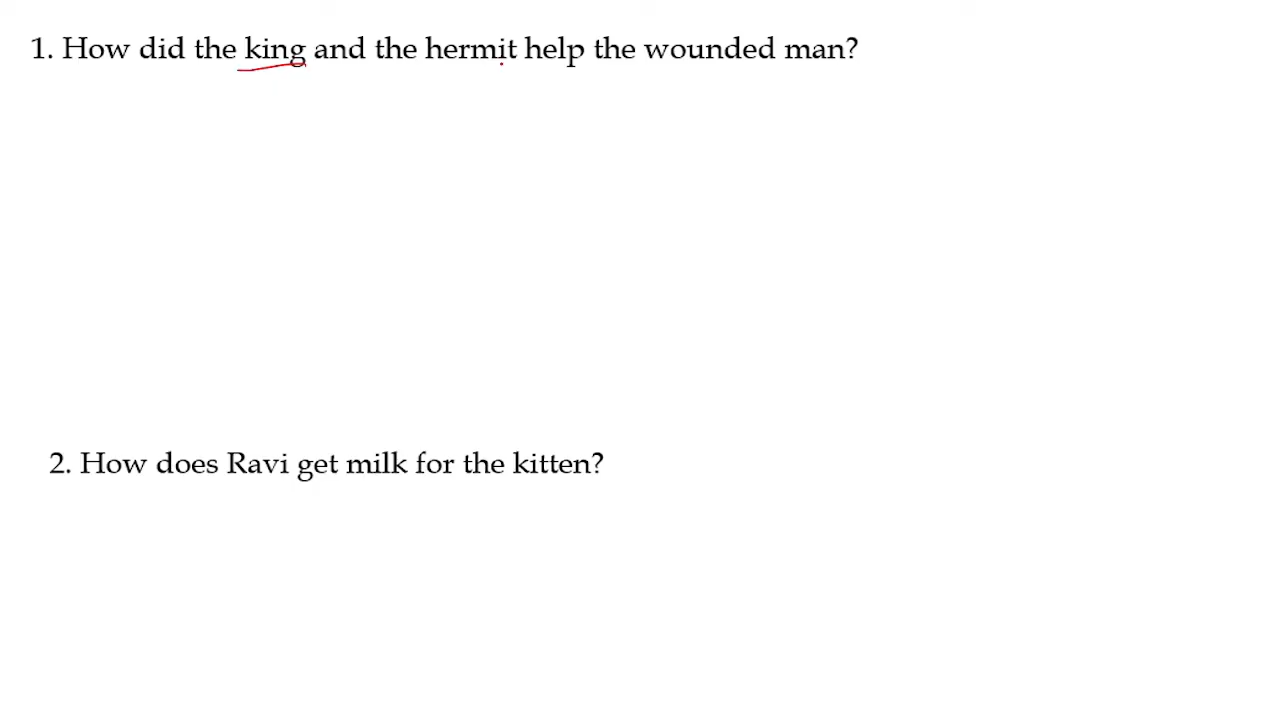 1. How did the king and the hermit help the wounded man?
2. How does Ravi get milk for the kitten?